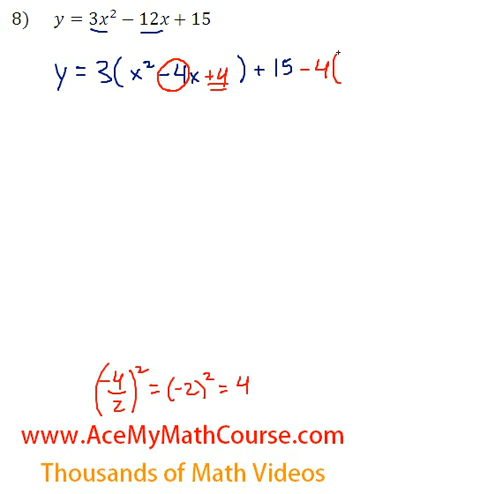 8) y = 3x² − 12x + 15
y = 3(x² −4x +4) + 15 −4(
(−4/2)² = (−2)² = 4
www.AceMyMathCourse.com
Thousands of Math Videos